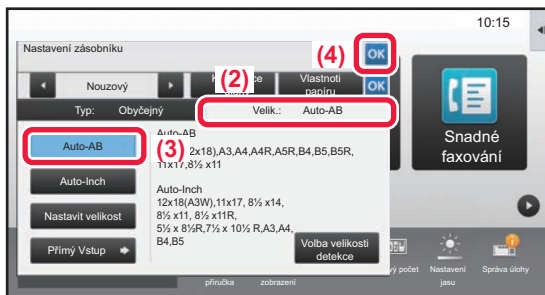 10:15
Nastavení zásobníku
(4)
OK
Nouzový
(2)
Vlastnoti
papíru
OK
Typ: Obyčejný
Velik.: Auto-AB
Auto-AB
(3)
Auto-AB
2x18),A3,A4,A4R,A5R,B4,B5,B5R,
11x17,8½ x11
Auto-Inch
Auto-Inch
12x18(A3W),11x17, 8½ x14,
8½ x11, 8½ x11R,
5½ x 8½R,7½ x 10½ R,A3,A4,
B4,B5
Nastavit velikost
Přímý Vstup
Volba velikosti
detekce
Snadné
faxování
počet
Nastavení
jasu
Správa úlohy
příručka
zobrazení